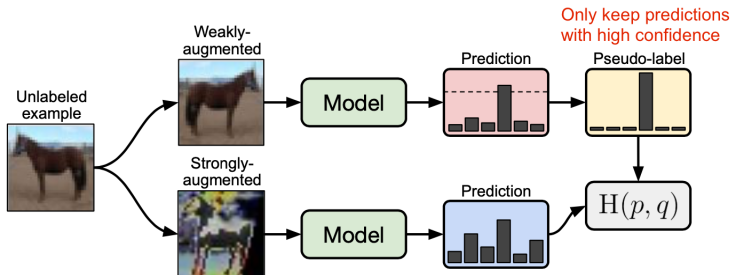 Only keep predictions
with high confidence
Weakly-
augmented
Prediction
Pseudo-label
Unlabeled
example
Model
Strongly-
augmented
Prediction
Model
H(p, q)